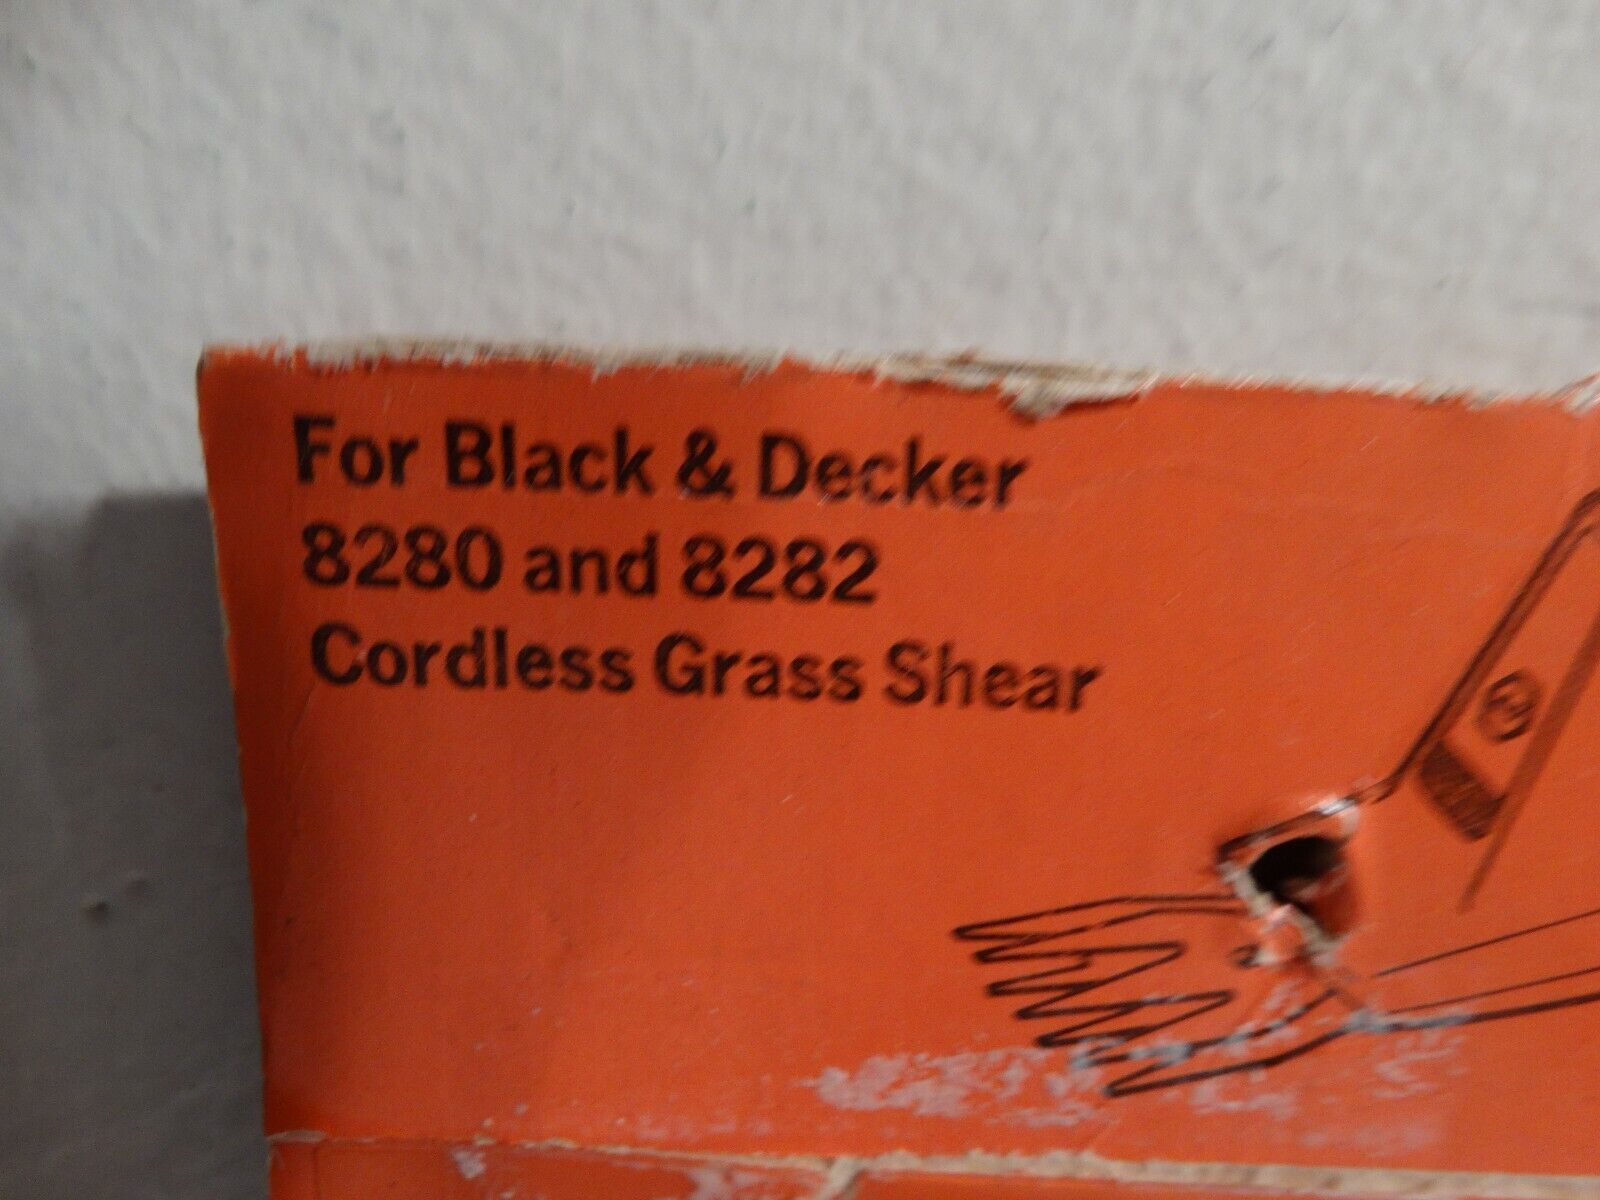 For Black & Decker
8280 and 8282
Cordless Grass Shear